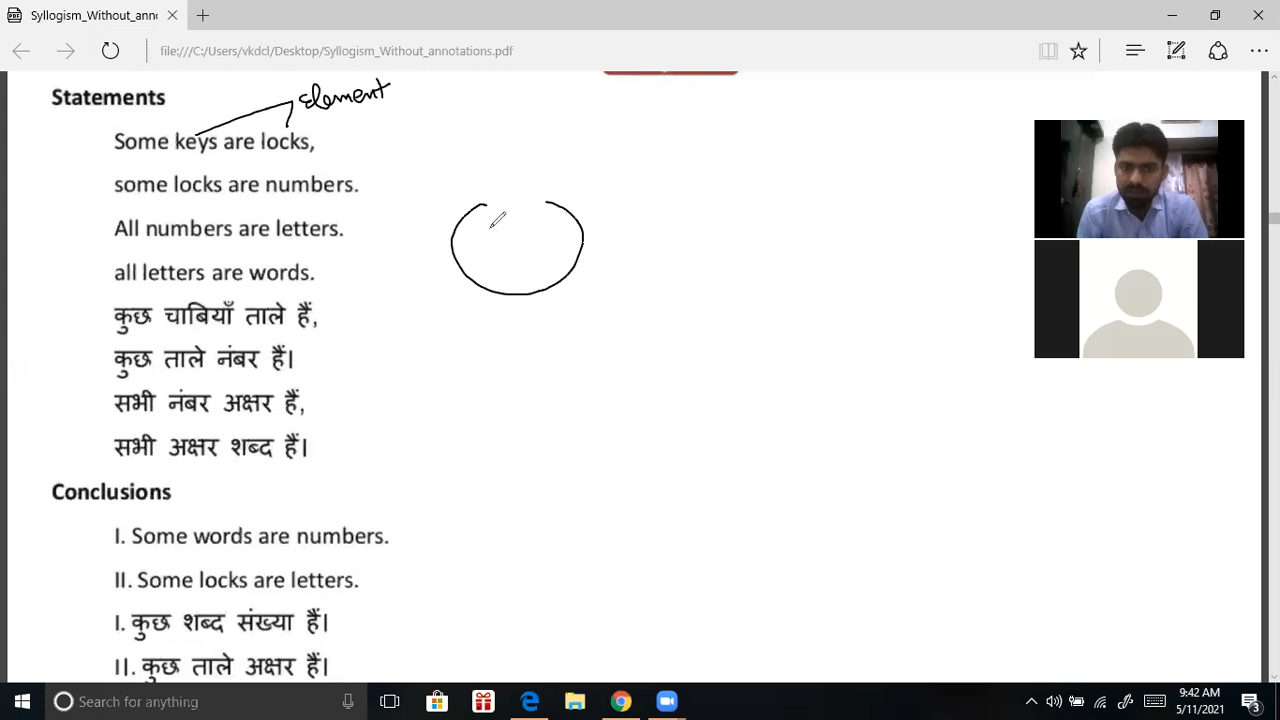 Syllogism_Without_anno
file:///C:/Users/vkdcl/Desktop/Syllogism_Without_annotations.pdf
Statements
element
Some keys are locks,
some locks are numbers.
All numbers are letters.
all letters are words.
कुछ चाबियाँ ताले हैं,
कुछ ताले नंबर हैं।
सभी नंबर अक्षर हैं,
सभी अक्षर शब्द हैं।
Conclusions
I. Some words are numbers.
II. Some locks are letters.
I. कुछ शब्द संख्या हैं।
II. कुछ ताले अक्षर हैं।
Search for anything
9:42 AM
5/11/2021
3